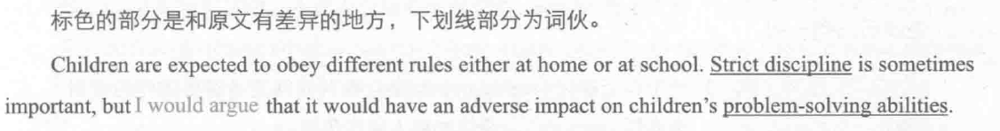 标色的部分是和原文有差异的地方，下划线部分为词伙。
Children are expected to obey different rules either at home or at school. Strict discipline is sometimes
important, but I would argue that it would have an adverse impact on children's problem-solving abilities.